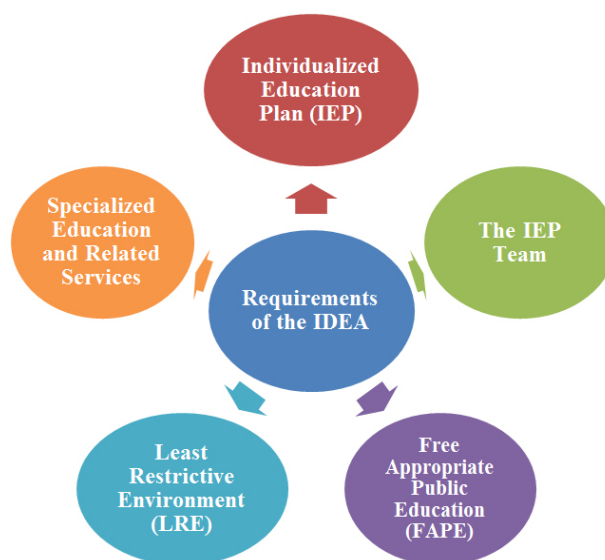 Individualized
Education
Plan (IEP)
Specialized
Education
and Related
Services
The IEP
Team
Requirements
of the IDEA
Least
Restrictive
Environment
(LRE)
Free
Appropriate
Public
Education
(FAPE)